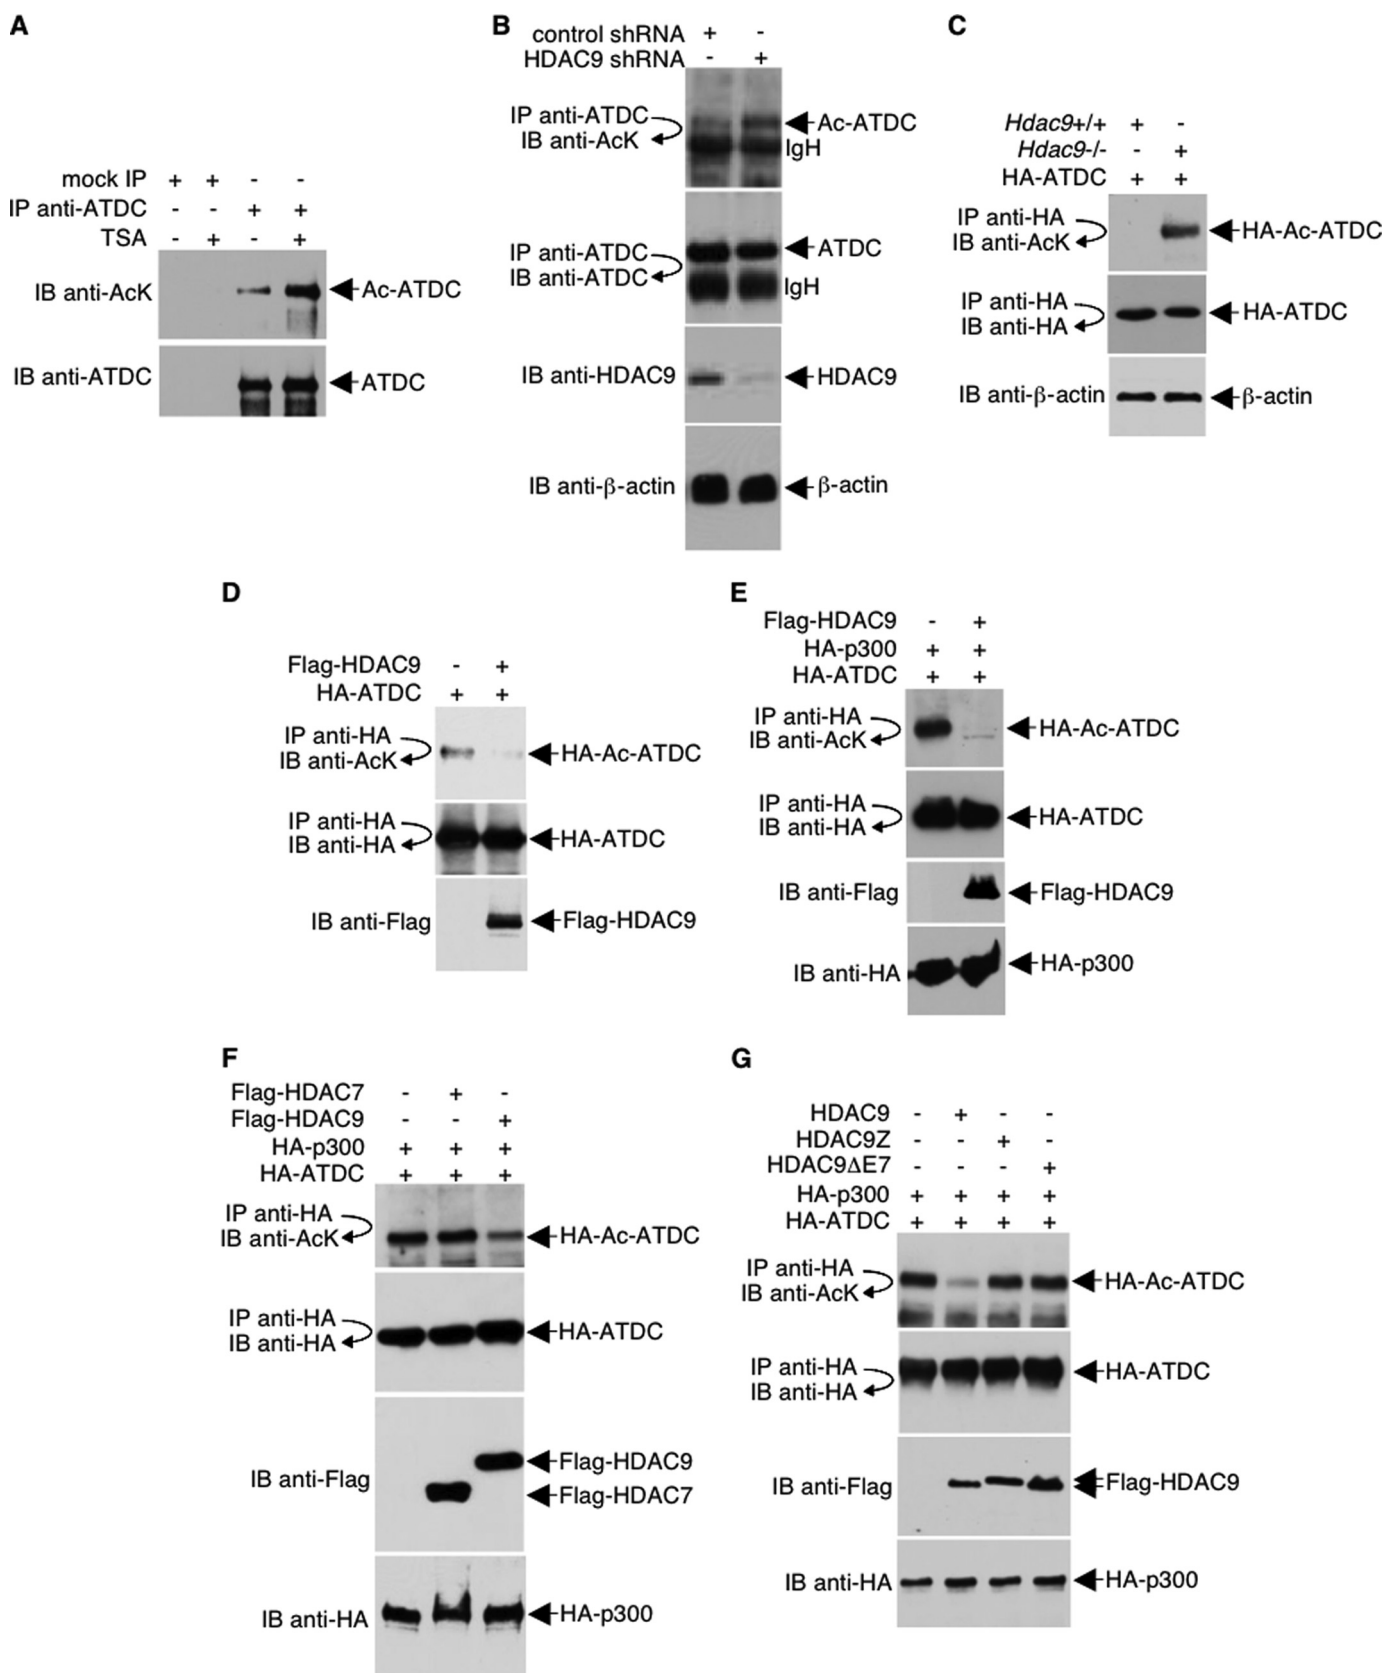 A
mock IP + + - -
IP anti-ATDC - - + +
TSA - + - +
IB anti-AcK Ac-ATDC
IB anti-ATDC ATDC
B
control shRNA + -
HDAC9 shRNA - +
IP anti-ATDC
IB anti-AcK
Ac-ATDC
IgH
IP anti-ATDC
IB anti-ATDC
ATDC
IgH
IB anti-HDAC9 HDAC9
IB anti-β-actin β-actin
C
Hdac9+/+ + -
Hdac9-/- - +
HA-ATDC + +
IP anti-HA
IB anti-AcK
HA-Ac-ATDC
IP anti-HA
IB anti-HA
HA-ATDC
IB anti-β-actin β-actin
D
Flag-HDAC9 - +
HA-ATDC + +
IP anti-HA
IB anti-AcK
HA-Ac-ATDC
IP anti-HA
IB anti-HA
HA-ATDC
IB anti-Flag Flag-HDAC9
E
Flag-HDAC9 - +
HA-p300 + +
HA-ATDC + +
IP anti-HA
IB anti-AcK
HA-Ac-ATDC
IP anti-HA
IB anti-HA
HA-ATDC
IB anti-Flag Flag-HDAC9
IB anti-HA HA-p300
F
Flag-HDAC7 - + -
Flag-HDAC9 - - +
HA-p300 + + +
HA-ATDC + + +
IP anti-HA
IB anti-AcK
HA-Ac-ATDC
IP anti-HA
IB anti-HA
HA-ATDC
IB anti-Flag
Flag-HDAC9
Flag-HDAC7
IB anti-HA HA-p300
G
HDAC9 - + - -
HDAC9Z - - + -
HDAC9ΔE7 - - - +
HA-p300 + + + +
HA-ATDC + + + +
IP anti-HA
IB anti-AcK
HA-Ac-ATDC
IP anti-HA
IB anti-HA
HA-ATDC
IB anti-Flag Flag-HDAC9
IB anti-HA HA-p300